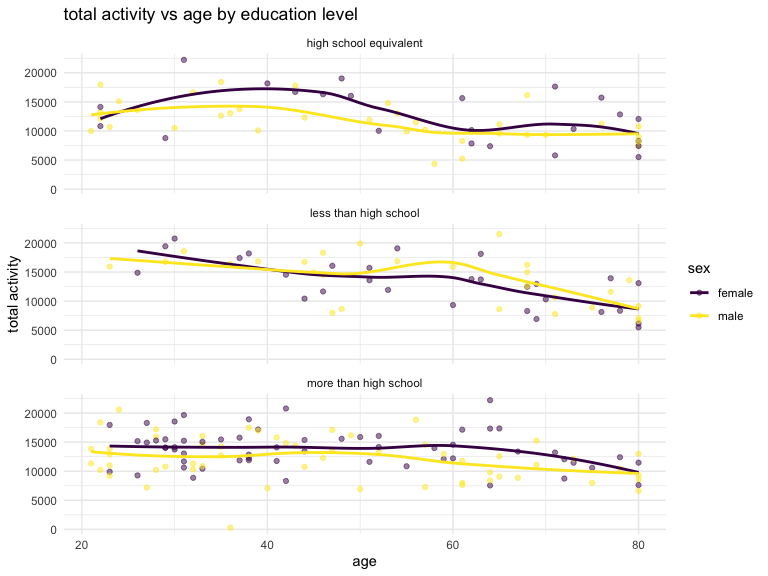 total activity vs age by education level
high school equivalent
20000
15000
10000
5000
0
less than high school
20000
15000
10000
5000
0
more than high school
20000
15000
10000
5000
0
20
40
60
80
age
total activity
sex
female
male